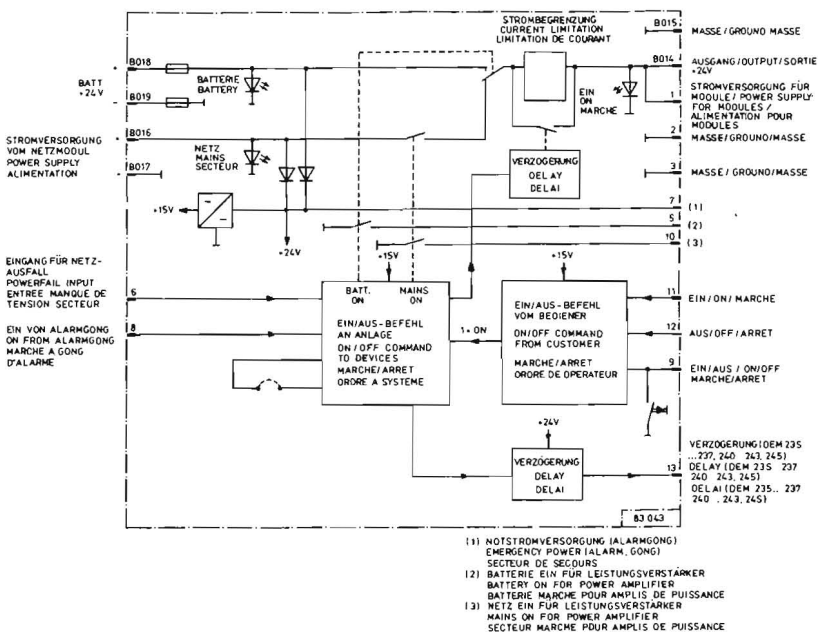 STROMBEGRENZUNG
CURRENT LIMITATION
LIMITATION DE COURANT
B015
MASSE/GROUND MASSE
B018
B014
AUSGANG/OUTPUT/SORTIE
+24V
BATT
+24V
+
-
BATTERIE
BATTERY
EIN
ON
MARCHE
1
STROMVERSORGUNG FÜR
MODULE/POWER SUPPLY
FOR MODULES/
ALIMENTATION POUR
MODULES
B019
STROMVERSORGUNG
VOM NETZMODUL
POWER SUPPLY
ALIMENTATION
B016
2
MASSE/GROUND/MASSE
NETZ
MAINS
SECTEUR
VERZÖGERUNG
DELAY
DELAI
B017
3
MASSE/GROUND/MASSE
+15V
7
(1)
5
(2)
+24V
10
(3)
EINGANG FÜR NETZ-
AUSFALL
POWERFAIL INPUT
ENTREE MANQUE DE
TENSION SECTEUR
6
+15V
+15V
BATT.
ON
MAINS
ON
EIN/AUS-BEFEHL
AN ANLAGE
ON/OFF COMMAND
TO DEVICES
MARCHE/ARRET
ORDRE A SYSTEME
1=ON
EIN/AUS-BEFEHL
VOM BEDIENER
ON/OFF COMMAND
FROM CUSTOMER
MARCHE/ARRET
ORDRE DE OPERATEUR
11
EIN/ON/MARCHE
EIN VON ALARMGONG
ON FROM ALARMGONG
MARCHE A GONG
D'ALARME
8
12
AUS/OFF/ARRET
9
EIN/AUS/ON/OFF
MARCHE/ARRET
+24V
VERZÖGERUNG
DELAY
DELAI
13
VERZÖGERUNG (DEM 235
...237, 240 243, 245)
DELAY (DEM 235 237
240 243, 245)
DELAI (DEM 235.. 237
240 . 243, 245)
83 043
(1) NOTSTROMVERSORGUNG (ALARMGONG)
EMERGENCY POWER (ALARM, GONG)
SECTEUR DE SECOURS
(2) BATTERIE EIN FÜR LEISTUNGSVERSTÄRKER
BATTERY ON FOR POWER AMPLIFIER
BATTERIE MARCHE POUR AMPLIS DE PUISSANCE
(3) NETZ EIN FÜR LEISTUNGSVERSTÄRKER
MAINS ON FOR POWER AMPLIFIER
SECTEUR MARCHE POUR AMPLIS DE PUISSANCE